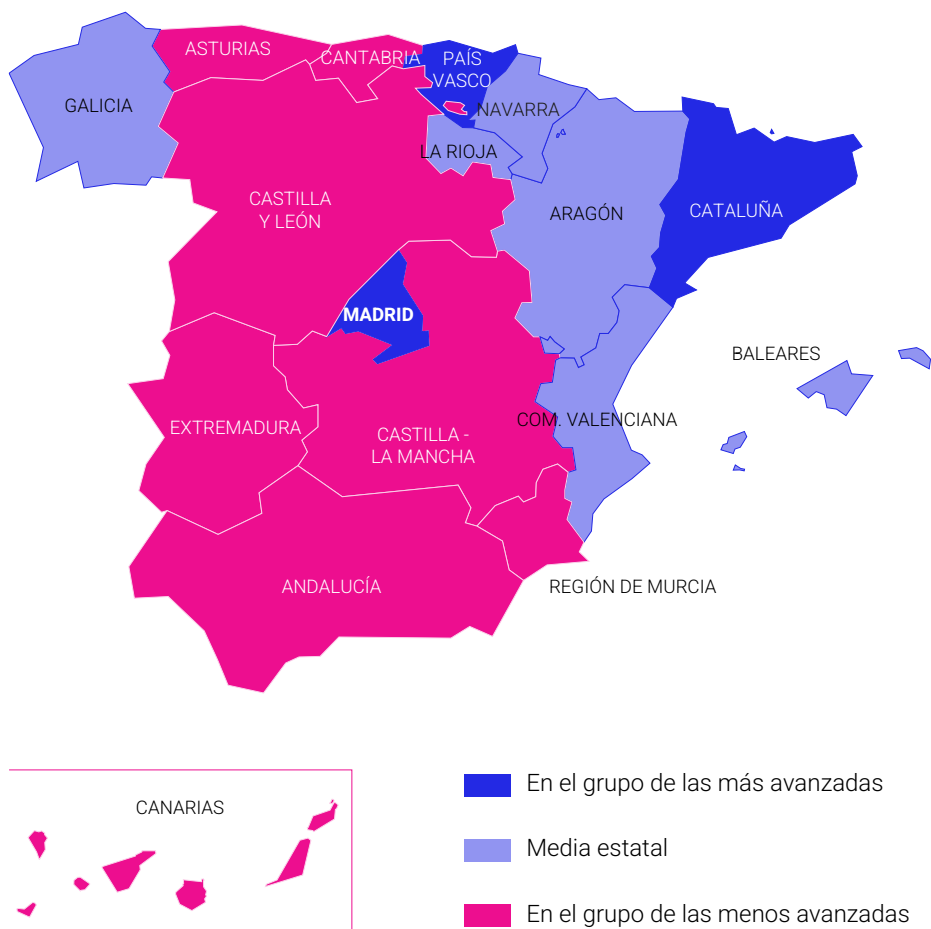 ASTURIAS
CANTABRIA
PAÍS
VASCO
GALICIA
NAVARRA
LA RIOJA
CASTILLA
Y LEÓN
ARAGÓN
CATALUÑA
MADRID
BALEARES
EXTREMADURA
CASTILLA -
LA MANCHA
COM. VALENCIANA
ANDALUCÍA
REGIÓN DE MURCIA
CANARIAS
En el grupo de las más avanzadas
Media estatal
En el grupo de las menos avanzadas